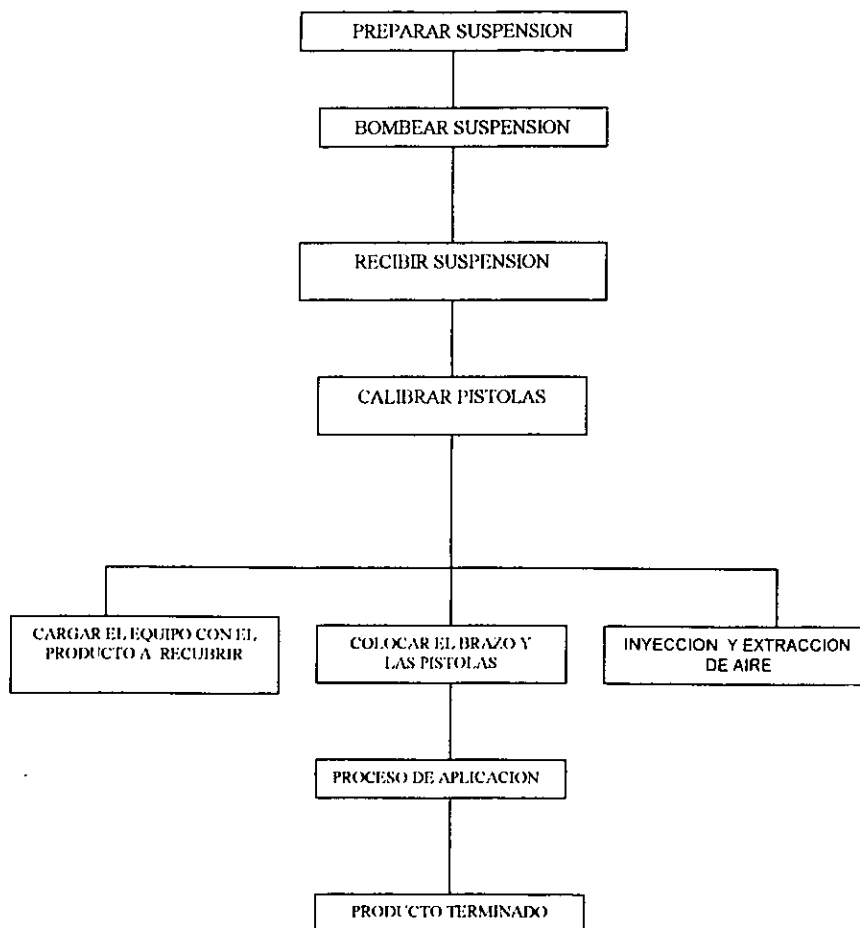 PREPARAR SUSPENSION
BOMBEAR SUSPENSION
RECIBIR SUSPENSION
CALIBRAR PISTOLAS
CARGAR EL EQUIPO CON EL
PRODUCTO A RECUBRIR
COLOCAR EL BRAZO Y
LAS PISTOLAS
INYECCION Y EXTRACCION
DE AIRE
PROCESO DE APLICACION
PRODUCTO TERMINADO